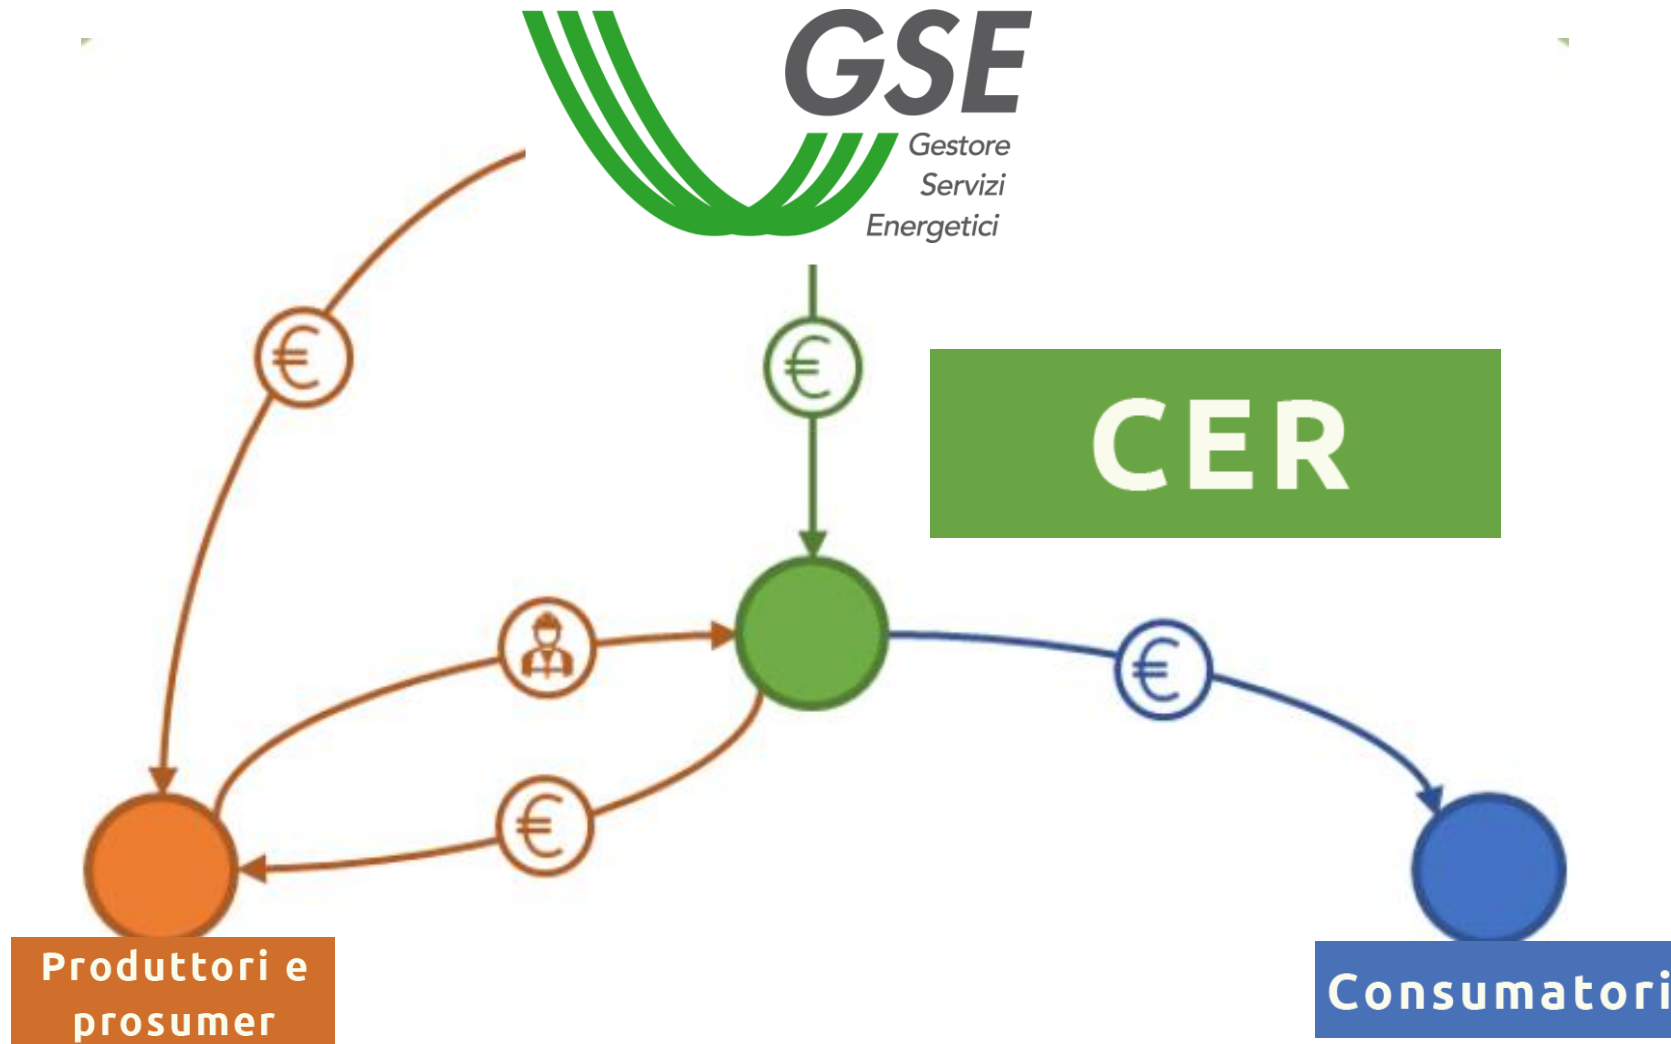 GSE
Gestore
Servizi
Energetici
€
€
CER
€
€
Produttori e
prosumer
Consumatori